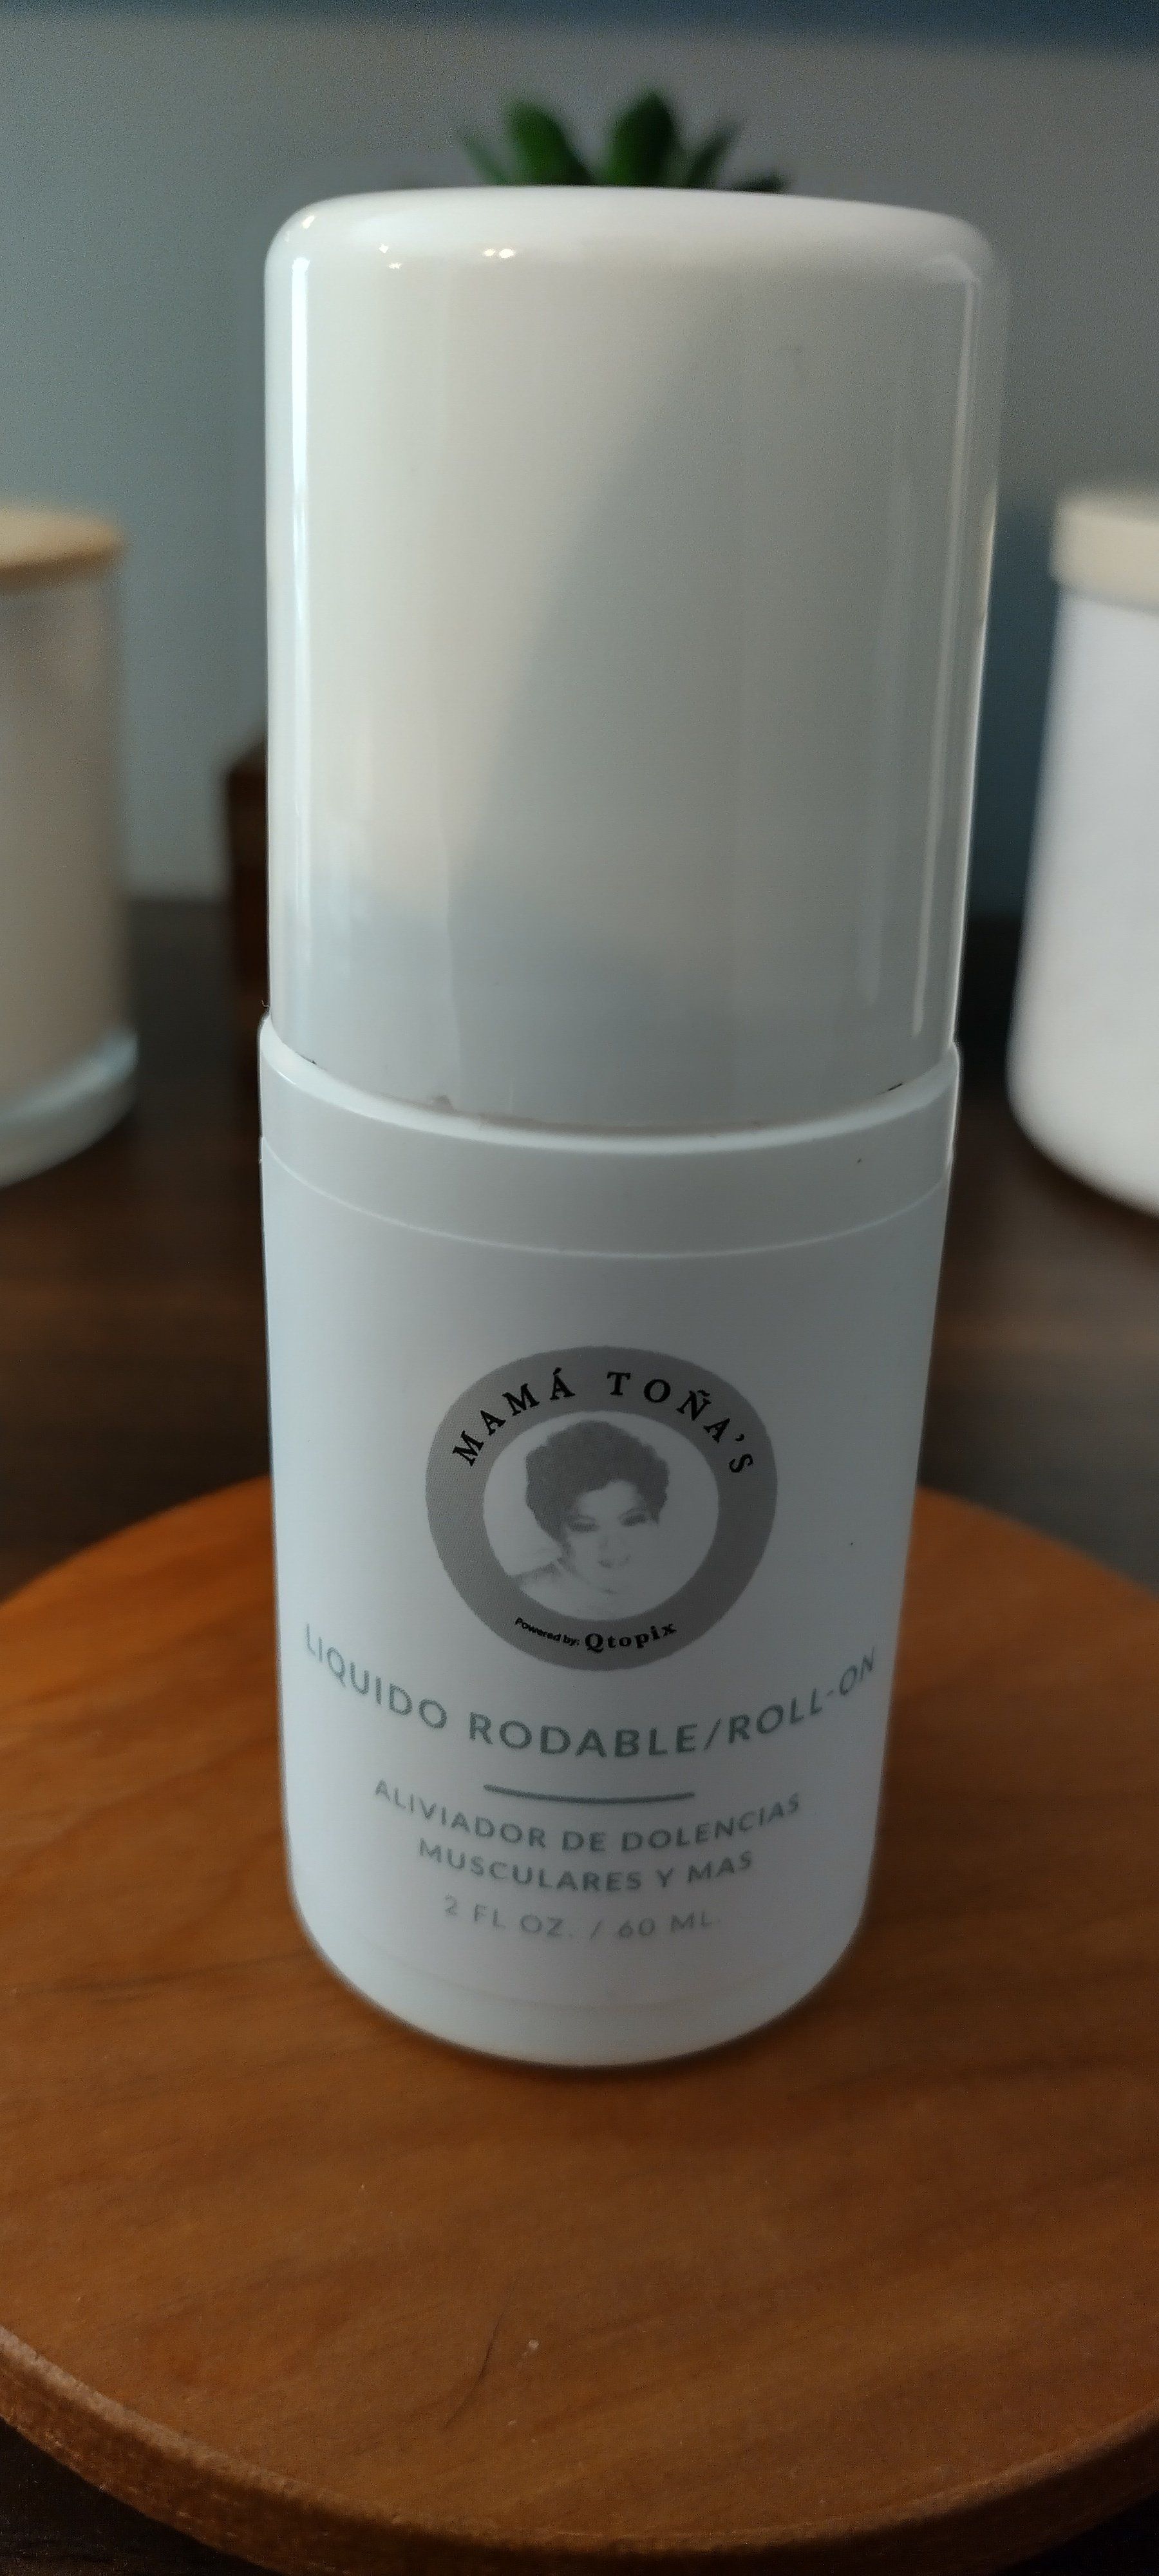 MAMÁ TOÑA'S
Powered by: Qtopix
LIQUIDO RODABLE/ROLL-ON
ALIVIADOR DE DOLENCIAS
MUSCULARES Y MAS
2 FL OZ. / 60 ML